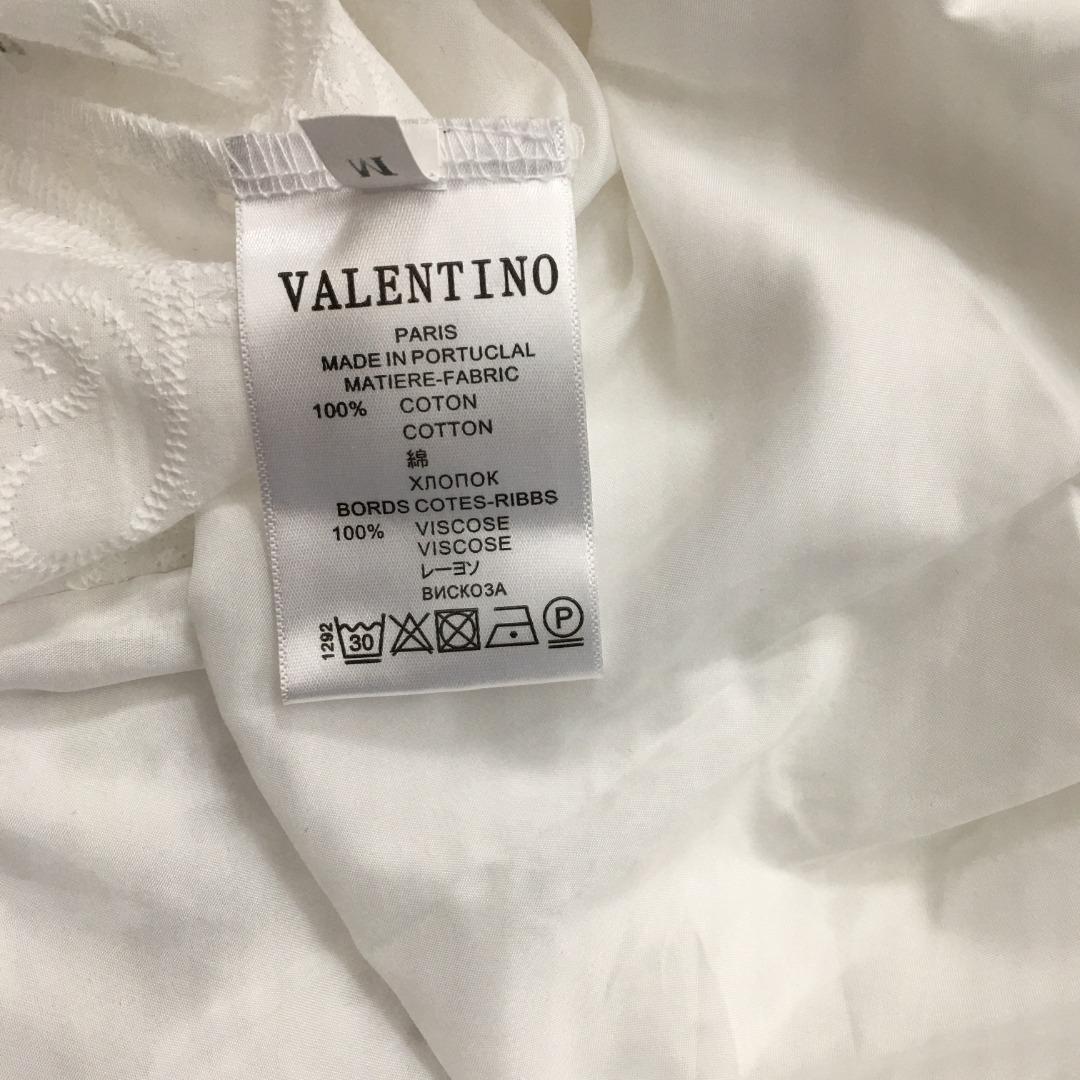 M
VALENTINO
PARIS
MADE IN PORTUCLAL
MATIERE-FABRIC
100% COTON
COTTON
綿
ХЛОПОК
BORDS COTES-RIBBS
100% VISCOSE
VISCOSE
レーヨソ
ВИСКОЗА
1292 30 P